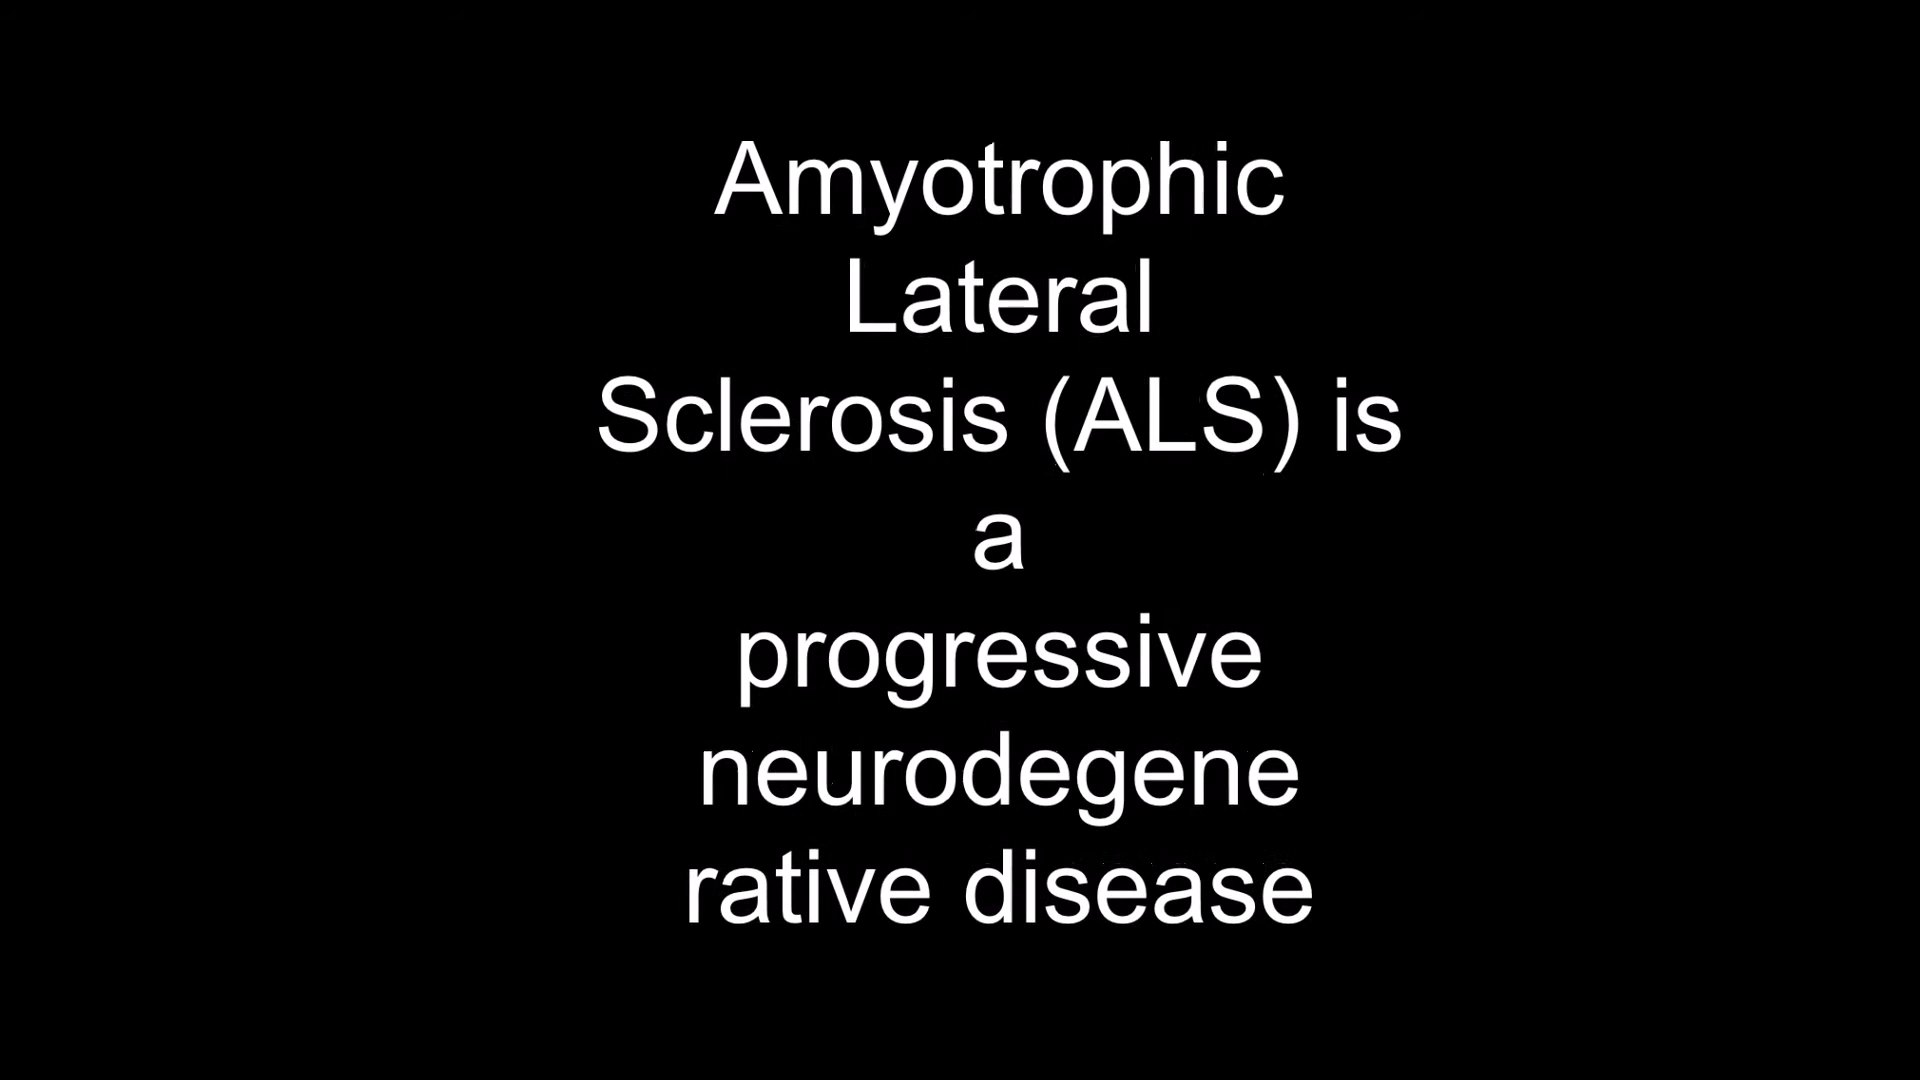 Amyotrophic
Lateral
Sclerosis (ALS) is
a
progressive
neurodegene
rative disease